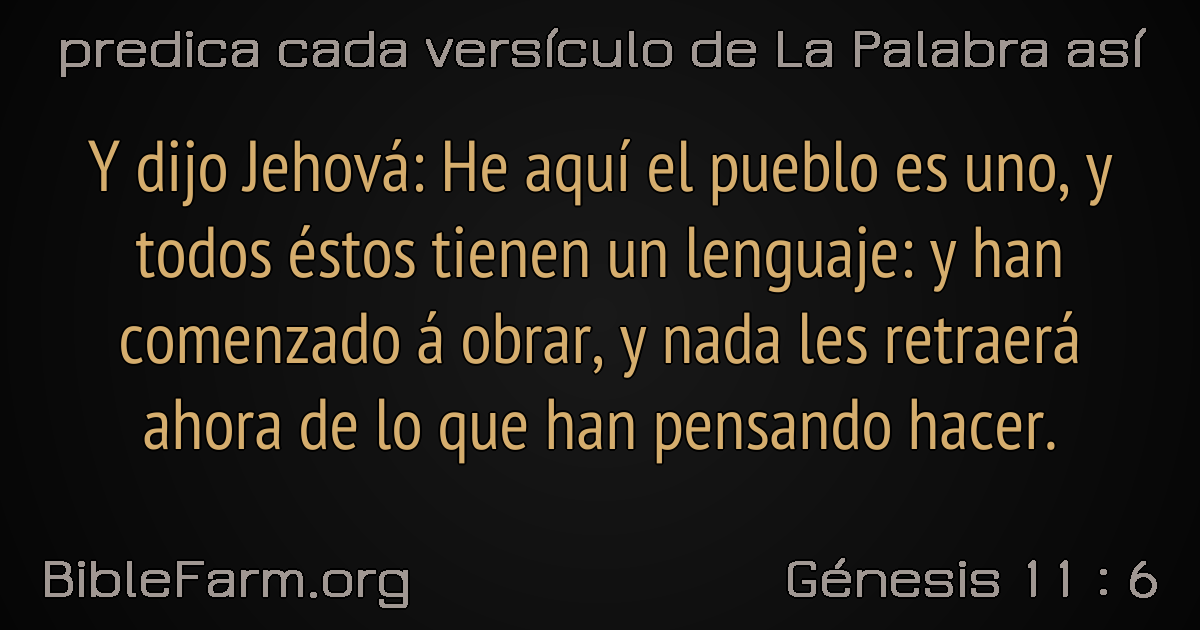 predica cada versículo de La Palabra así
Y dijo Jehová: He aquí el pueblo es uno, y
todos éstos tienen un lenguaje: y han
comenzado á obrar, y nada les retraerá
ahora de lo que han pensando hacer.
BibleFarm.org
Génesis 11 : 6